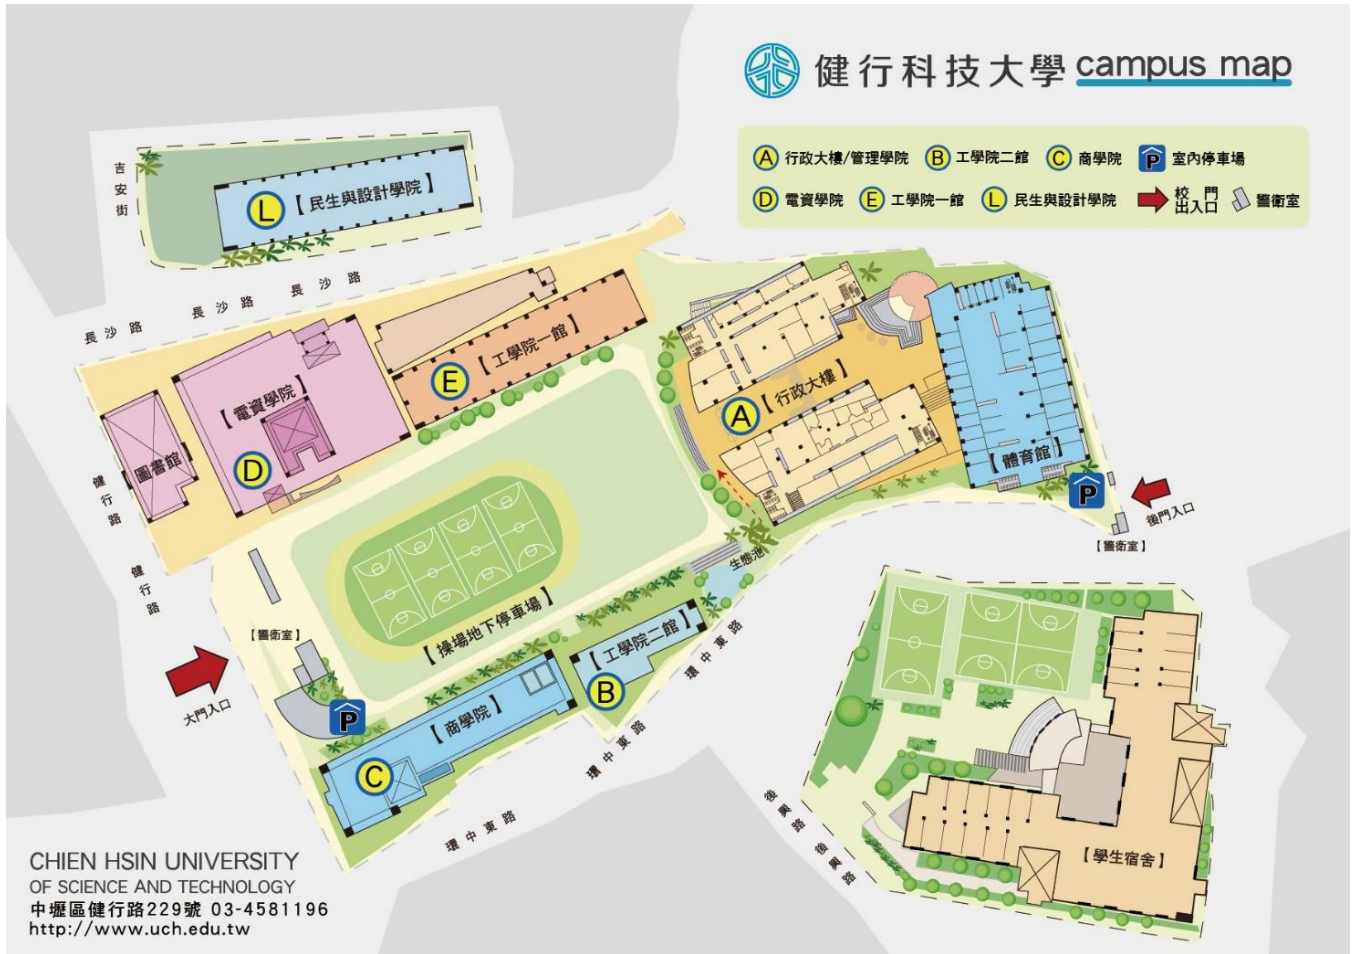 健行科技大學 campus map
A 行政大樓/管理學院 B 工學院二館 C 商學院 P 室內停車場
D 電資學院 E 工學院一館 L 民生與設計學院 校門出入口 警衛室
吉安街
L 【民生與設計學院】
長沙路 長沙路 長沙路
【工學院一館】
E
【電資學院】
D
圖書館
健行路
健行路
A 【行政大樓】
【體育館】
P
後門入口
【警衛室】
生態池
【操場地下停車場】
【警衛室】
大門入口
P
【工學院二館】
B
【商學院】
C
環中東路
環中東路
環中東路
後興路
後興路
【學生宿舍】
CHIEN HSIN UNIVERSITY
OF SCIENCE AND TECHNOLOGY
中壢區健行路229號 03-4581196
http://www.uch.edu.tw